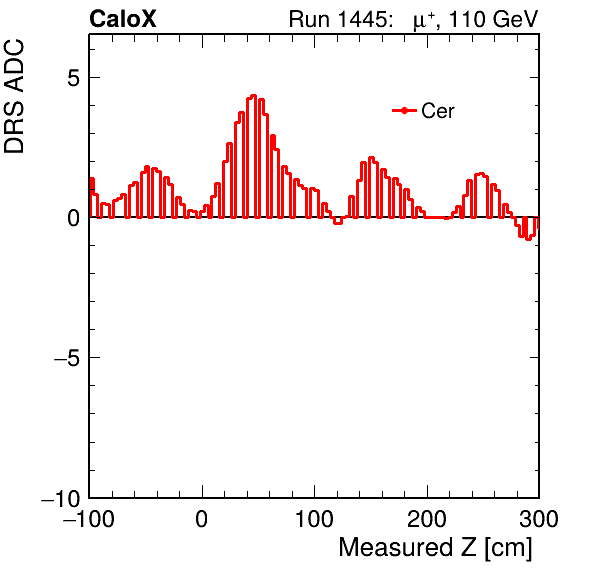 CaloX Run 1445: μ⁺, 110 GeV
DRS ADC
Cer
5
0
−5
−10
−100 0 100 200 300
Measured Z [cm]